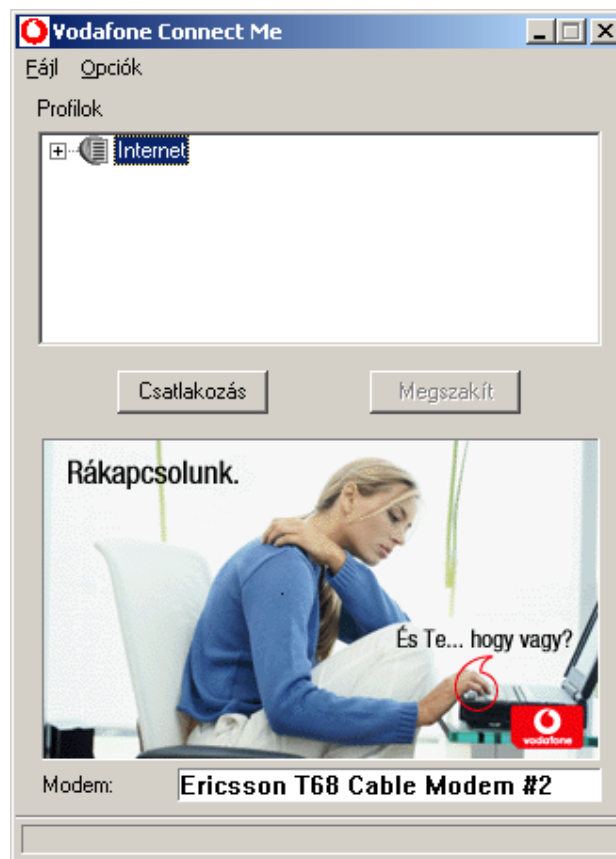 Vodafone Connect Me
Fájl Opciók
Profilok
Internet
Csatlakozás Megszakít
Rákapcsolunk.
És Te... hogy vagy?
vodafone
Modem: Ericsson T68 Cable Modem #2